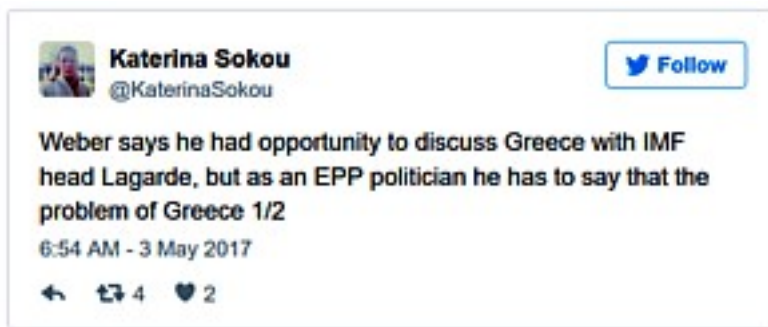 Katerina Sokou
@KaterinaSokou
Follow
Weber says he had opportunity to discuss Greece with IMF
head Lagarde, but as an EPP politician he has to say that the
problem of Greece 1/2
6:54 AM - 3 May 2017
4 2